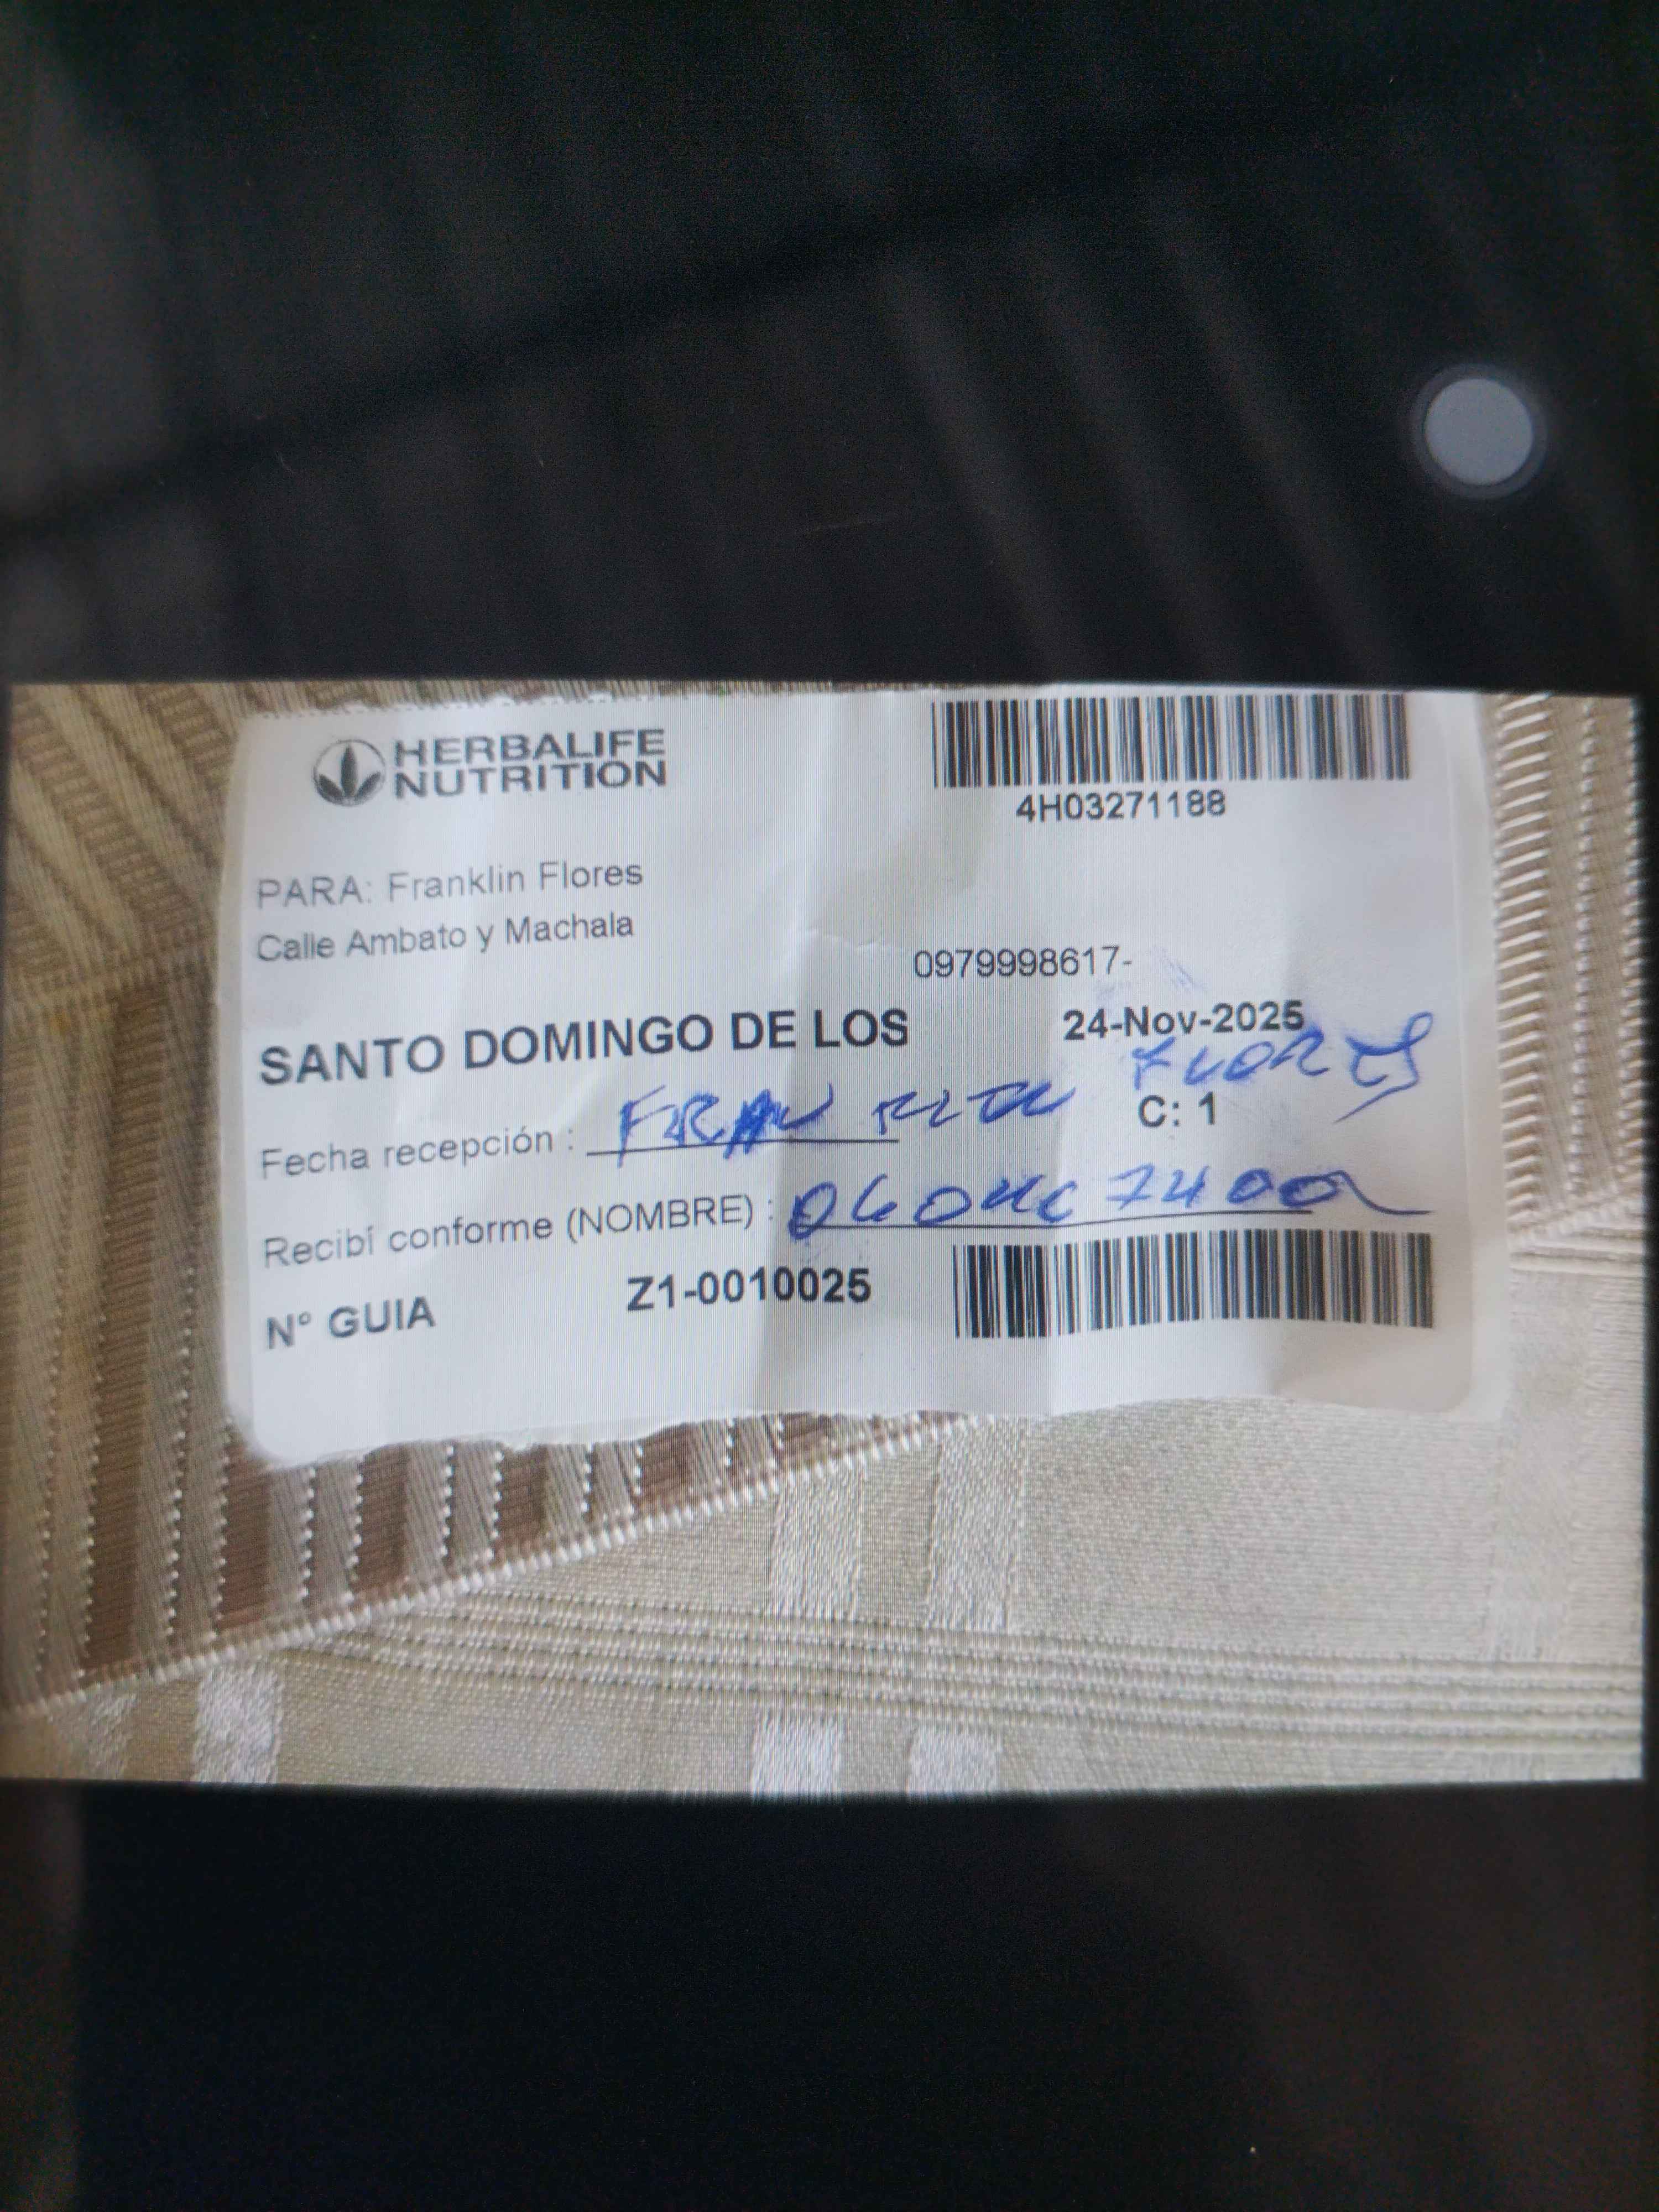 HERBALIFE
NUTRITION
4H03271188
PARA: Franklin Flores
Calle Ambato y Machala
0979998617-
SANTO DOMINGO DE LOS
24-Nov-2025
FLORES
Fecha recepción :
C: 1
Recibí conforme (NOMBRE) :
N° GUIA
Z1-0010025